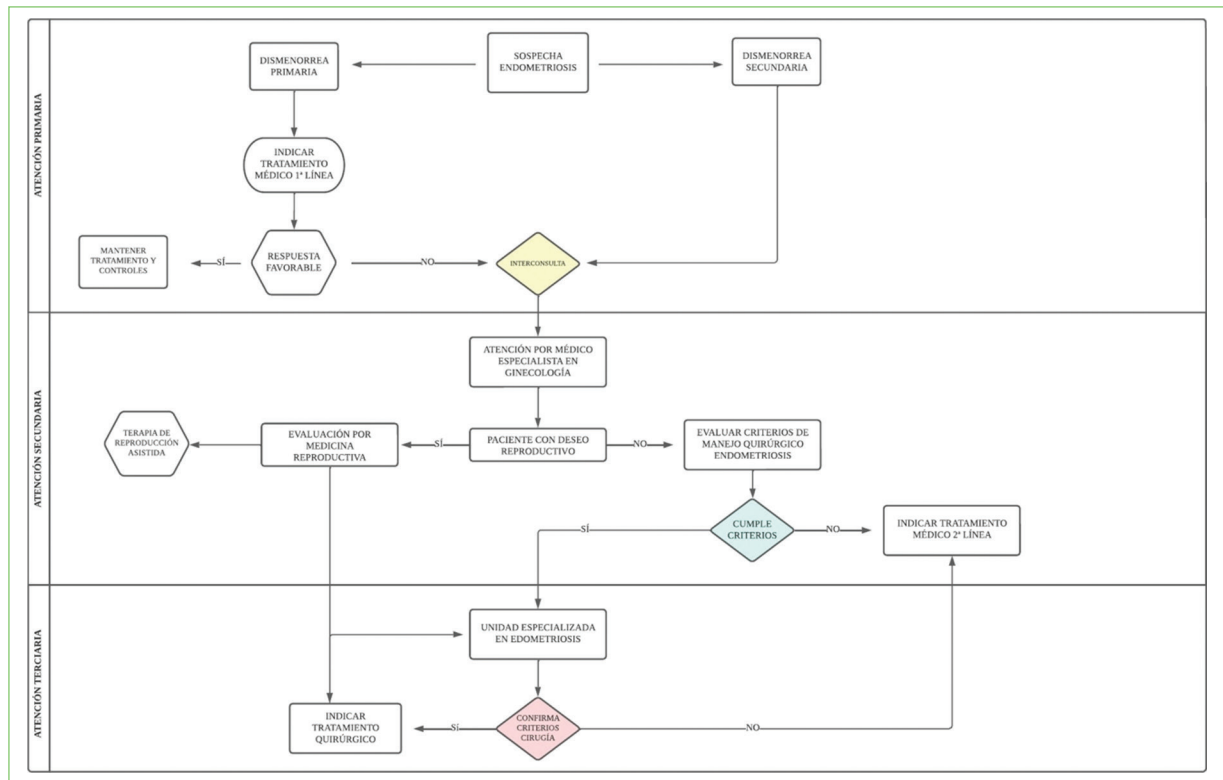 ATENCIÓN PRIMARIA
DISMENORREA
PRIMARIA
SOSPECHA
ENDOMETRIOSIS
DISMENORREA
SECUNDARIA
INDICAR
TRATAMIENTO
MÉDICO 1ª LÍNEA
MANTENER
TRATAMIENTO Y
CONTROLES
SÍ
RESPUESTA
FAVORABLE
NO
INTERCONSULTA
ATENCIÓN SECUNDARIA
ATENCIÓN POR MÉDICO
ESPECIALISTA EN
GINECOLOGÍA
TERAPIA DE
REPRODUCCIÓN
ASISTIDA
EVALUACIÓN POR
MEDICINA
REPRODUCTIVA
SÍ
PACIENTE CON DESEO
REPRODUCTIVO
NO
EVALUAR CRITERIOS DE
MANEJO QUIRÚRGICO
ENDOMETRIOSIS
SÍ
CUMPLE
CRITERIOS
NO
INDICAR TRATAMIENTO
MÉDICO 2ª LÍNEA
ATENCIÓN TERCIARIA
UNIDAD ESPECIALIZADA
EN EDOMETRIOSIS
INDICAR
TRATAMIENTO
QUIRÚRGICO
SÍ
CONFIRMA
CRITERIOS
CIRUGÍA
NO